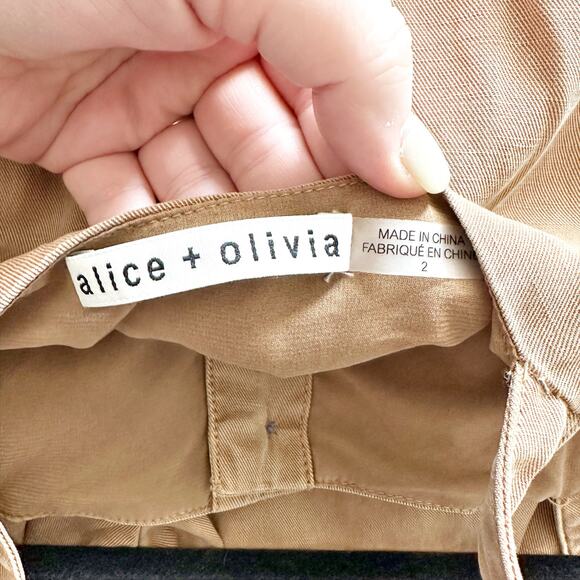 alice + olivia
MADE IN CHINA
FABRIQUÉ EN CHINE
2